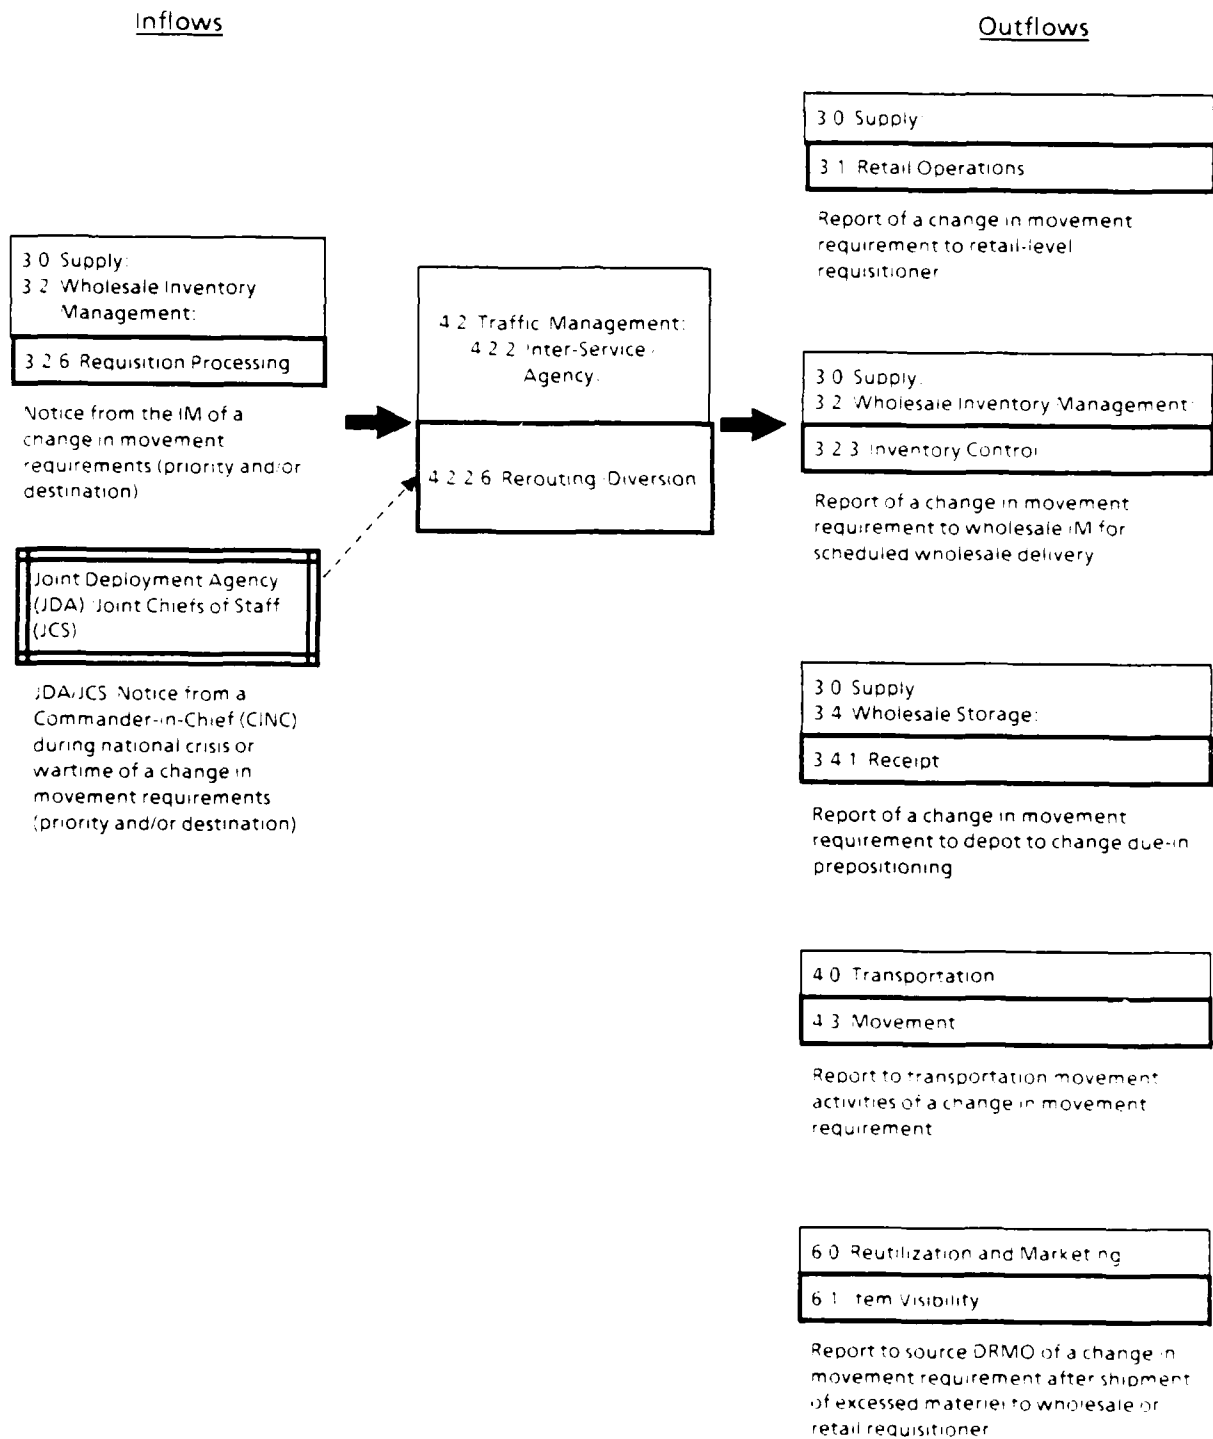 Inflows
Outflows
3.0 Supply:
3.1 Retail Operations
Report of a change in movement
requirement to retail-level
requisitioner
3.0 Supply:
3.2 Wholesale Inventory
Management:
3.2.6 Requisition Processing
Notice from the IM of a
change in movement
requirements (priority and/or
destination)
4.2 Traffic Management:
4.2.2 Inter-Service/
Agency:
4.2.2.6 Rerouting/Diversion
3.0 Supply:
3.2 Wholesale Inventory Management:
3.2.3 Inventory Control
Report of a change in movement
requirement to wholesale IM for
scheduled wholesale delivery
Joint Deployment Agency
(JDA)/Joint Chiefs of Staff
(JCS)
JDA/JCS Notice from a
Commander-in-Chief (CINC)
during national crisis or
wartime of a change in
movement requirements
(priority and/or destination)
3.0 Supply
3.4 Wholesale Storage:
3.4.1 Receipt
Report of a change in movement
requirement to depot to change due-in
prepositioning
4.0 Transportation
4.3 Movement
Report to transportation movement
activities of a change in movement
requirement
6.0 Reutilization and Marketing
6.1 Item Visibility
Report to source DRMO of a change in
movement requirement after shipment
of excessed materiel to wholesale or
retail requisitioner